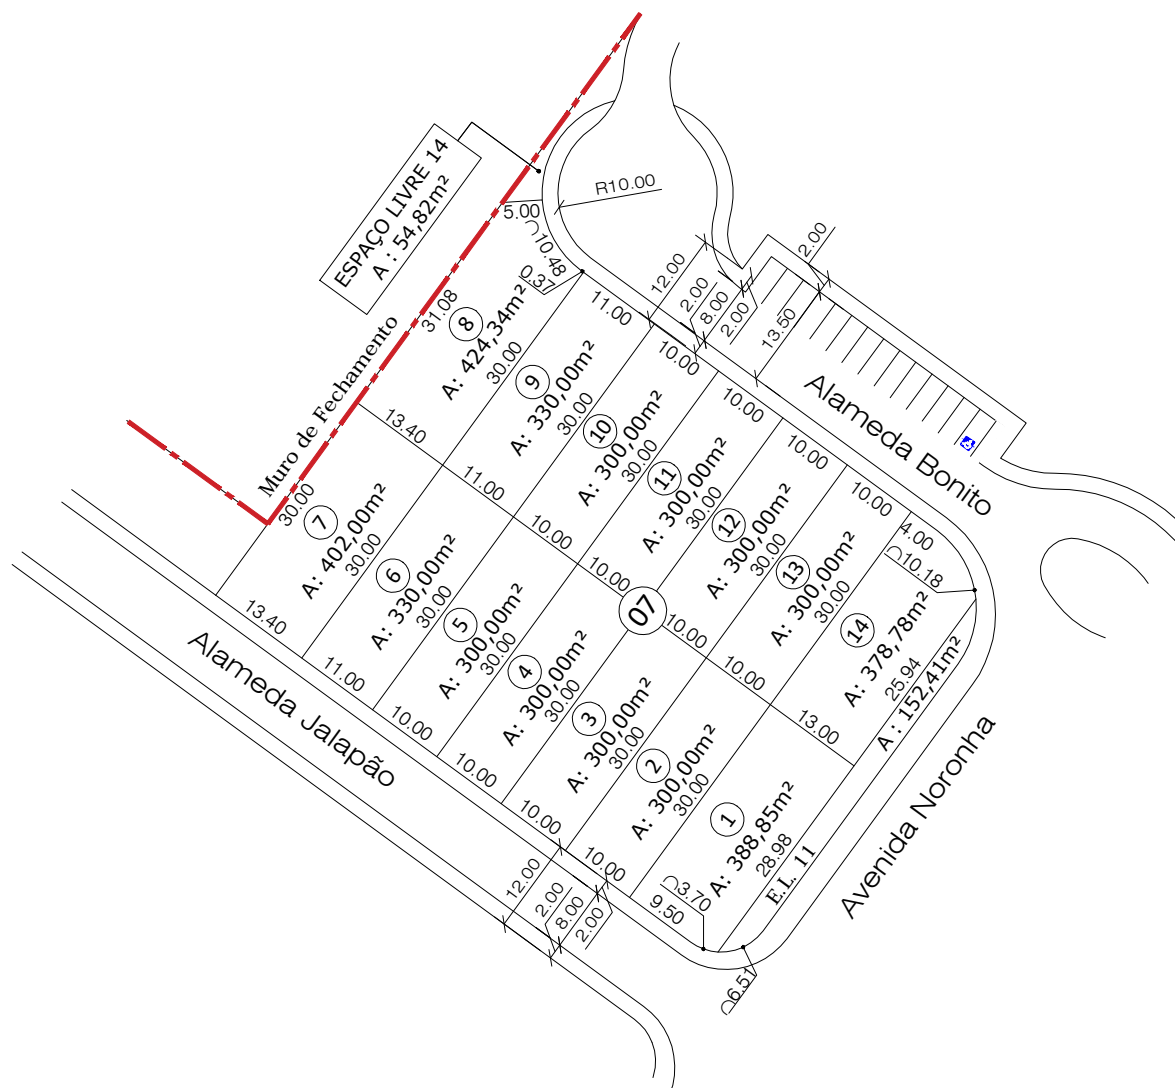 ESPAÇO LIVRE 14
A : 54,82m²
R10.00
5.00
10.48
0.37
31.08
Muro de Fechamento
8
A: 424,34m²
30.00
11.00
12.00
2.00
8.00
2.00
13.50
2.00
9
A: 330,00m²
30.00
10.00
10
A: 300,00m²
30.00
10.00
11
A: 300,00m²
30.00
10.00
12
A: 300,00m²
30.00
10.00
13
A: 300,00m²
30.00
4.00
10.18
14
A: 378,78m²
25.94
A : 152,41m²
Alameda Bonito
13.40
11.00
10.00
10.00
10.00
10.00
13.00
07
30.00
7
A: 402,00m²
30.00
6
A: 330,00m²
30.00
5
A: 300,00m²
30.00
4
A: 300,00m²
30.00
3
A: 300,00m²
30.00
2
A: 300,00m²
30.00
1
A: 388,85m²
28.98
E.L. 11
13.40
11.00
10.00
10.00
10.00
10.00
9.50
3.70
6.51
12.00
2.00
8.00
2.00
Alameda Jalapão
Avenida Noronha